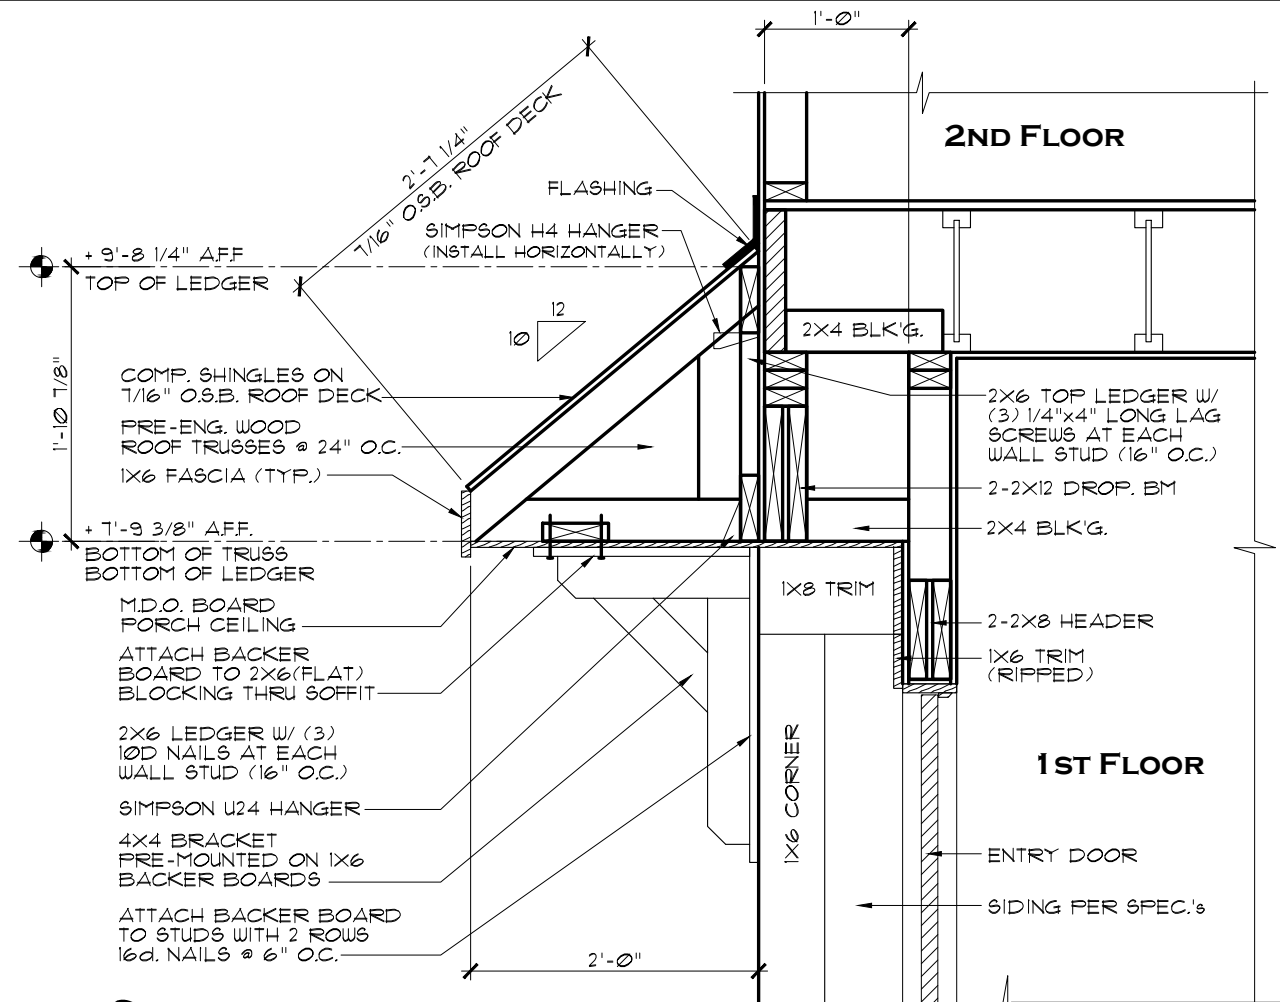 1'-0"
2ND FLOOR
2'-7 1/4"
7/16" O.S.B. ROOF DECK
FLASHING
SIMPSON H4 HANGER
(INSTALL HORIZONTALLY)
+ 9'-8 1/4" A.F.F
TOP OF LEDGER
12
10
2X4 BLK'G.
1'-10 7/8"
COMP. SHINGLES ON
7/16" O.S.B. ROOF DECK
PRE-ENG. WOOD
ROOF TRUSSES @ 24" O.C.
1X6 FASCIA (TYP.)
+ 7'-9 3/8" A.F.F.
BOTTOM OF TRUSS
BOTTOM OF LEDGER
M.D.O. BOARD
PORCH CEILING
ATTACH BACKER
BOARD TO 2X6(FLAT)
BLOCKING THRU SOFFIT
2X6 LEDGER W/ (3)
10D NAILS AT EACH
WALL STUD (16" O.C.)
SIMPSON U24 HANGER
4X4 BRACKET
PRE-MOUNTED ON 1X6
BACKER BOARDS
ATTACH BACKER BOARD
TO STUDS WITH 2 ROWS
16d. NAILS @ 6" O.C.
2'-0"
1X8 TRIM
1X6 CORNER
2X6 TOP LEDGER W/
(3) 1/4"x4" LONG LAG
SCREWS AT EACH
WALL STUD (16" O.C.)
2-2X12 DROP. BM
2X4 BLK'G.
2-2X8 HEADER
1X6 TRIM
(RIPPED)
1ST FLOOR
ENTRY DOOR
SIDING PER SPEC.'s